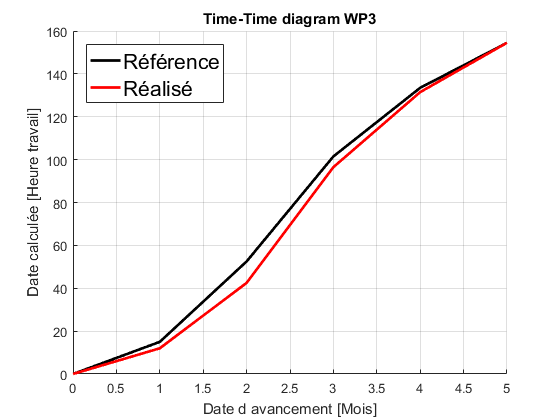 Time-Time diagram WP3
160
140
120
100
80
60
40
20
0
Référence
Réalisé
Date calculée [Heure travail]
0 0.5 1 1.5 2 2.5 3 3.5 4 4.5 5
Date d avancement [Mois]